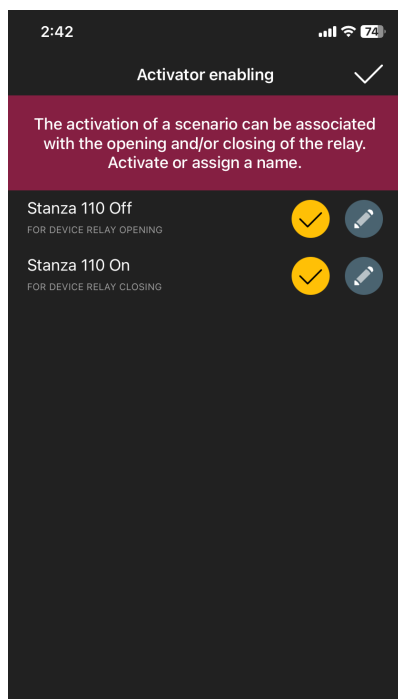 2:42
74
Activator enabling
The activation of a scenario can be associated
with the opening and/or closing of the relay.
Activate or assign a name.
Stanza 110 Off
FOR DEVICE RELAY OPENING
Stanza 110 On
FOR DEVICE RELAY CLOSING